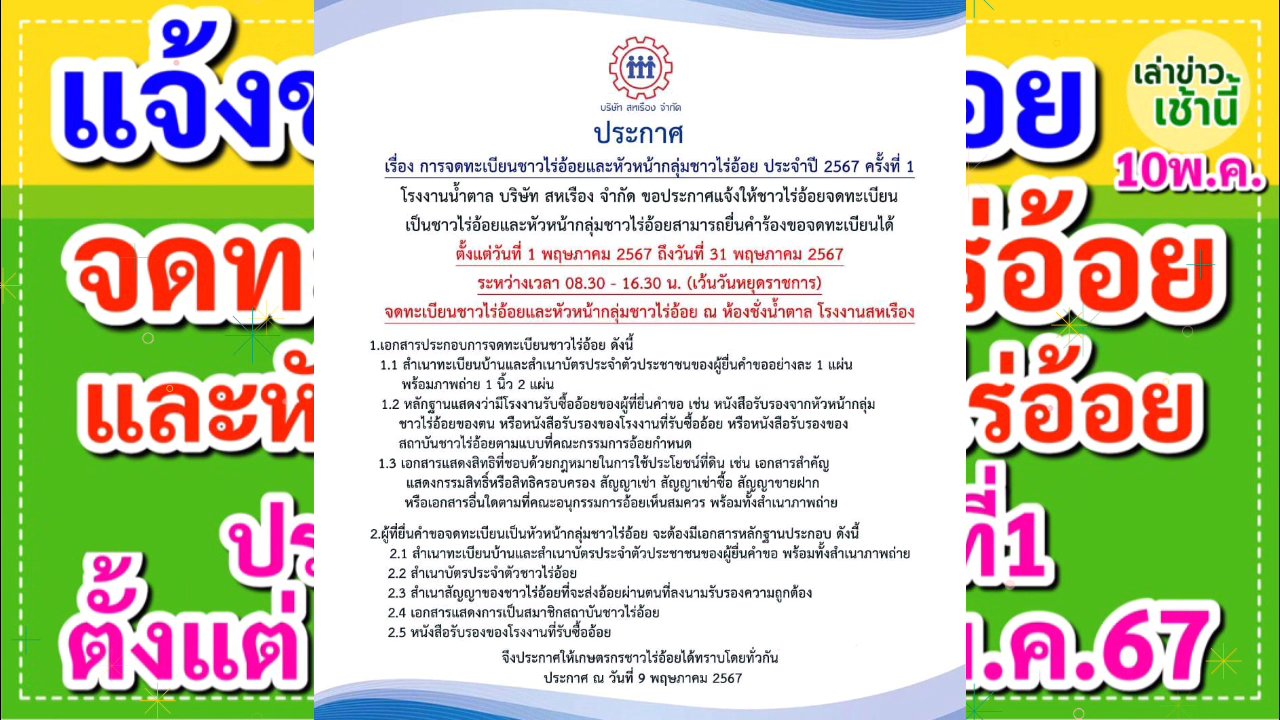 แจ้งช
อย
เล่าข่าว
เช้านี้
10พ.ค.
จดท
ร่อ้อย
และหั
ร่อ้อย
ที่1
ตั้งแต่
พ.ค.67
บริษัท สหเรือง จำกัด
ประกาศ
เรื่อง การจดทะเบียนชาวไร่อ้อยและหัวหน้ากลุ่มชาวไร่อ้อย ประจำปี 2567 ครั้งที่ 1
โรงงานน้ำตาล บริษัท สหเรือง จำกัด ขอประกาศแจ้งให้ชาวไร่อ้อยจดทะเบียน
เป็นชาวไร่อ้อยและหัวหน้ากลุ่มชาวไร่อ้อยสามารถยื่นคำร้องขอจดทะเบียนได้
ตั้งแต่วันที่ 1 พฤษภาคม 2567 ถึงวันที่ 31 พฤษภาคม 2567
ระหว่างเวลา 08.30 - 16.30 น. (เว้นวันหยุดราชการ)
จดทะเบียนชาวไร่อ้อยและหัวหน้ากลุ่มชาวไร่อ้อย ณ ห้องชั่งน้ำตาล โรงงานสหเรือง
1.เอกสารประกอบการจดทะเบียนชาวไร่อ้อย ดังนี้
1.1 สำเนาทะเบียนบ้านและสำเนาบัตรประจำตัวประชาชนของผู้ยื่นคำขออย่างละ 1 แผ่น
พร้อมภาพถ่าย 1 นิ้ว 2 แผ่น
1.2 หลักฐานแสดงว่ามีโรงงานรับซื้ออ้อยของผู้ที่ยื่นคำขอ เช่น หนังสือรับรองจากหัวหน้ากลุ่ม
ชาวไร่อ้อยของตน หรือหนังสือรับรองของโรงงานที่รับซื้ออ้อย หรือหนังสือรับรองของ
สถาบันชาวไร่อ้อยตามแบบที่คณะกรรมการอ้อยกำหนด
1.3 เอกสารแสดงสิทธิที่ชอบด้วยกฎหมายในการใช้ประโยชน์ที่ดิน เช่น เอกสารสำคัญ
แสดงกรรมสิทธิ์หรือสิทธิครอบครอง สัญญาเช่า สัญญาเช่าซื้อ สัญญาขายฝาก
หรือเอกสารอื่นใดตามที่คณะอนุกรรมการอ้อยเห็นสมควร พร้อมทั้งสำเนาภาพถ่าย
2.ผู้ที่ยื่นคำขอจดทะเบียนเป็นหัวหน้ากลุ่มชาวไร่อ้อย จะต้องมีเอกสารหลักฐานประกอบ ดังนี้
2.1 สำเนาทะเบียนบ้านและสำเนาบัตรประจำตัวประชาชนของผู้ยื่นคำขอ พร้อมทั้งสำเนาภาพถ่าย
2.2 สำเนาบัตรประจำตัวชาวไร่อ้อย
2.3 สำเนาสัญญาของชาวไร่อ้อยที่จะส่งอ้อยผ่านตนที่ลงนามรับรองความถูกต้อง
2.4 เอกสารแสดงการเป็นสมาชิกสถาบันชาวไร่อ้อย
2.5 หนังสือรับรองของโรงงานที่รับซื้ออ้อย
จึงประกาศให้เกษตรกรชาวไร่อ้อยได้ทราบโดยทั่วกัน
ประกาศ ณ วันที่ 9 พฤษภาคม 2567